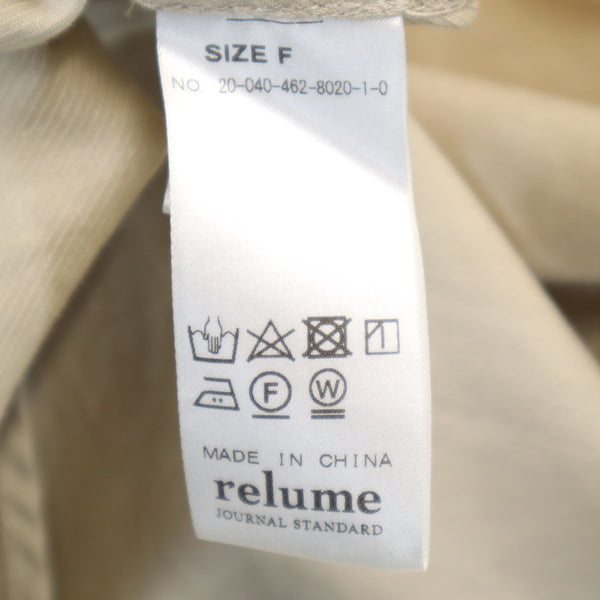 SIZE F
NO. 20-040-462-8020-1-0
F W
MADE IN CHINA
relume
JOURNAL STANDARD